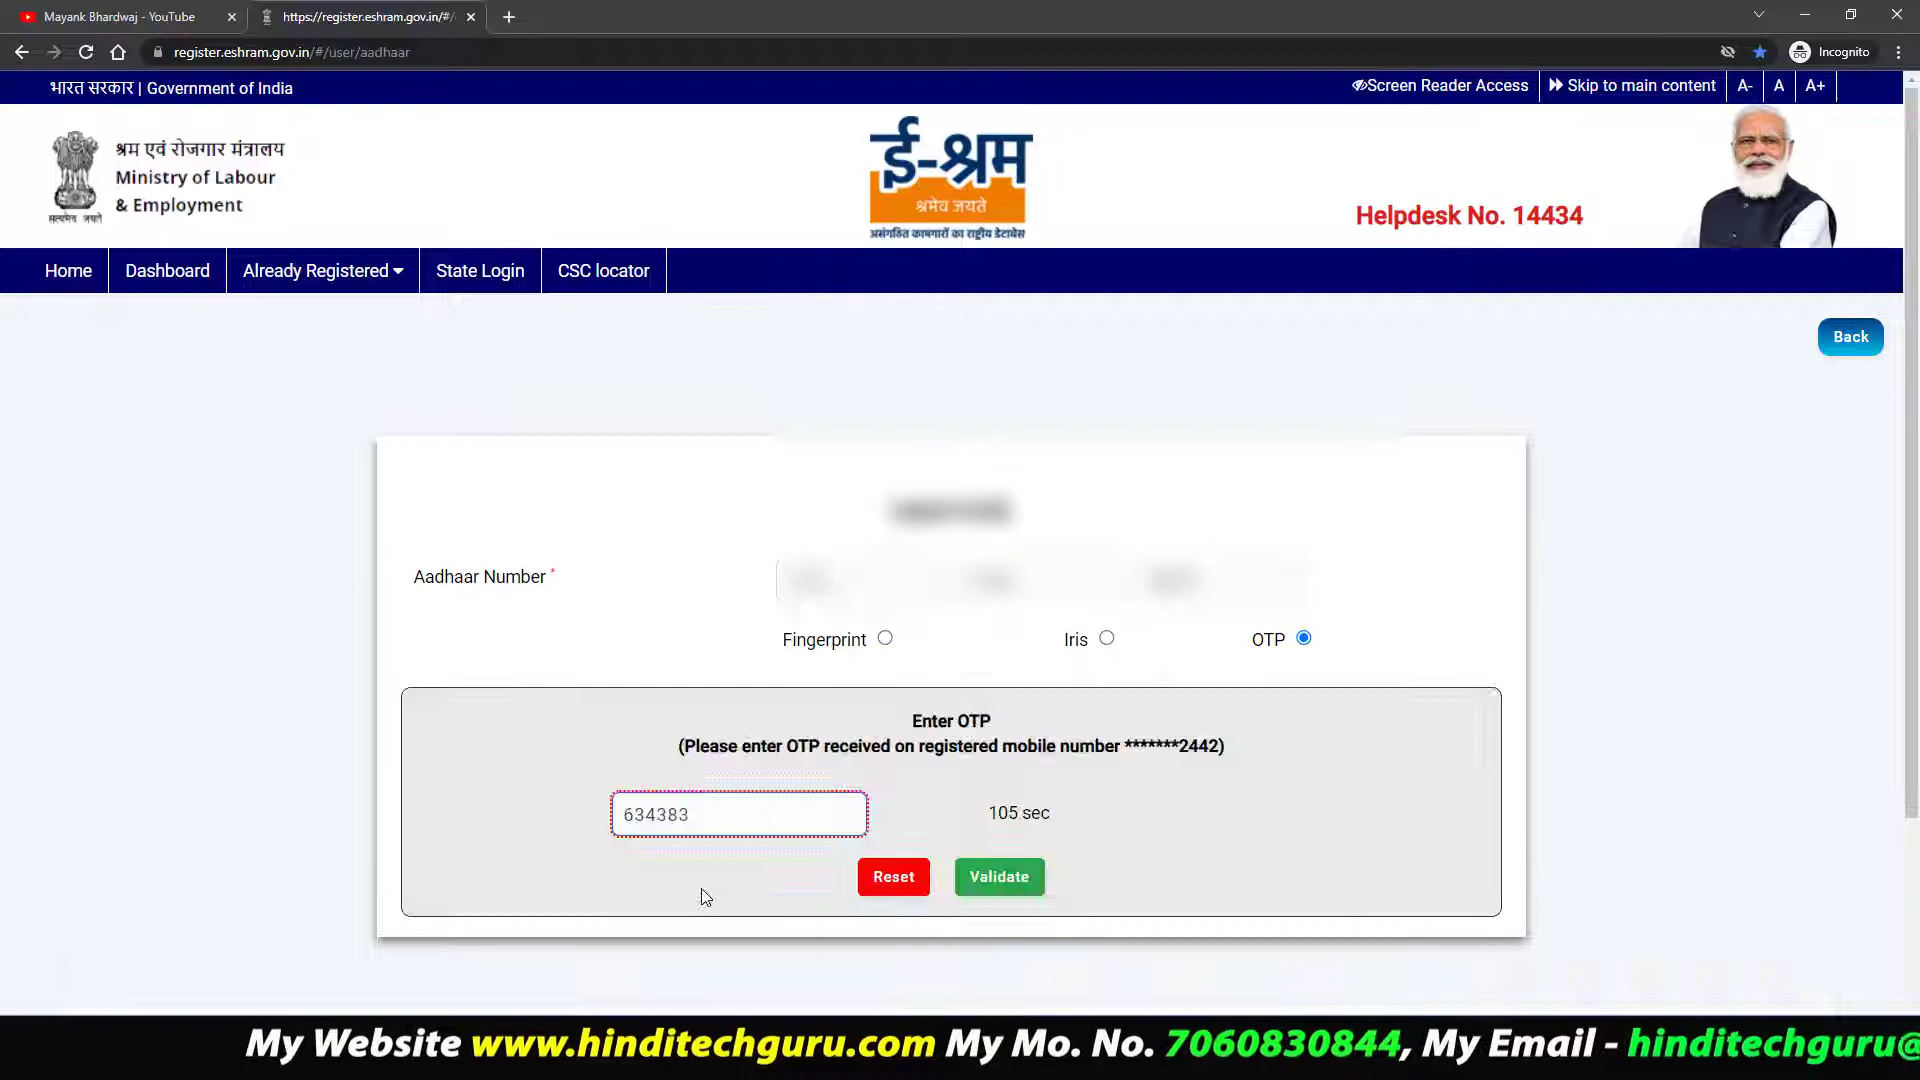 Mayank Bhardwaj - YouTube
https://register.eshram.gov.in/#/
register.eshram.gov.in/#/user/aadhaar
Incognito
भारत सरकार | Government of India
Screen Reader Access
Skip to main content
A-
A
A+
श्रम एवं रोजगार मंत्रालय
Ministry of Labour
& Employment
सत्यमेव जयते
ई-श्रम
श्रमेव जयते
असंगठित कामगारों का राष्ट्रीय डेटाबेस
Helpdesk No. 14434
Home
Dashboard
Already Registered
State Login
CSC locator
Back
Aadhaar Number *
Fingerprint
Iris
OTP
Enter OTP
(Please enter OTP received on registered mobile number *******2442)
634383
105 sec
Reset
Validate
My Website www.hinditechguru.com My Mo. No. 7060830844, My Email - hinditechguru@